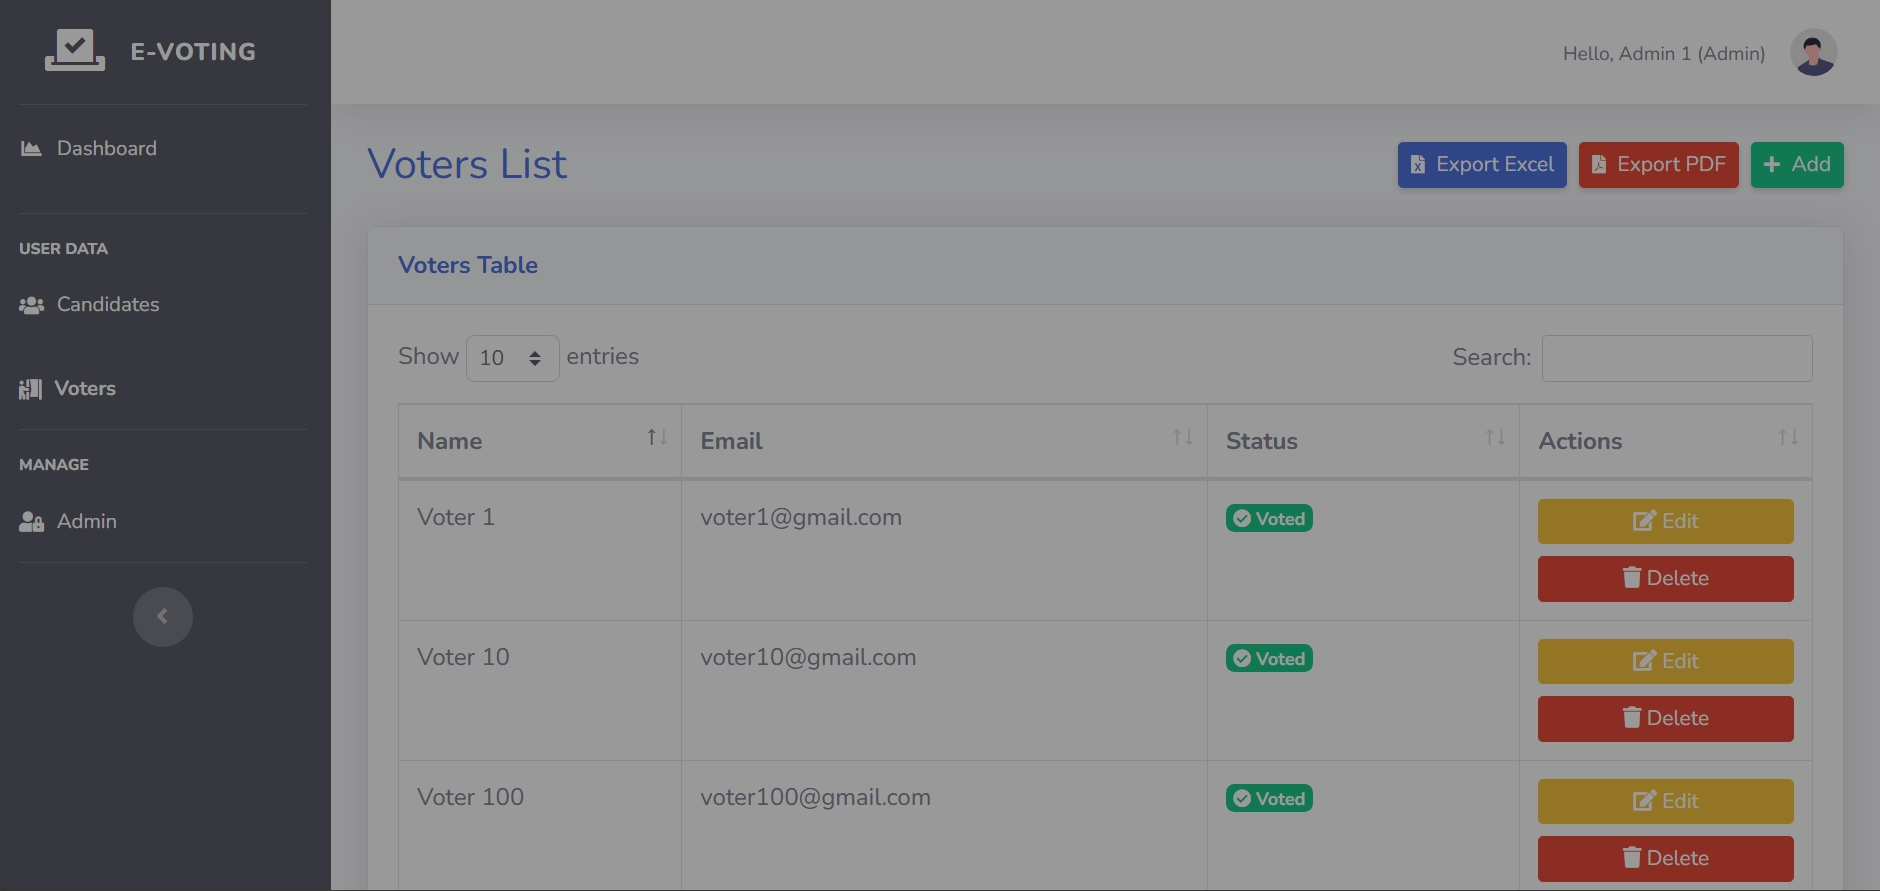 E-VOTING
Hello, Admin 1 (Admin)
Dashboard
USER DATA
Candidates
Voters
MANAGE
Admin
Voters List
Export Excel
Export PDF
Add
Voters Table
Show 10 entries
Search:
Name Email Status Actions
Voter 1 voter1@gmail.com Voted Edit
Delete
Voter 10 voter10@gmail.com Voted Edit
Delete
Voter 100 voter100@gmail.com Voted Edit
Delete